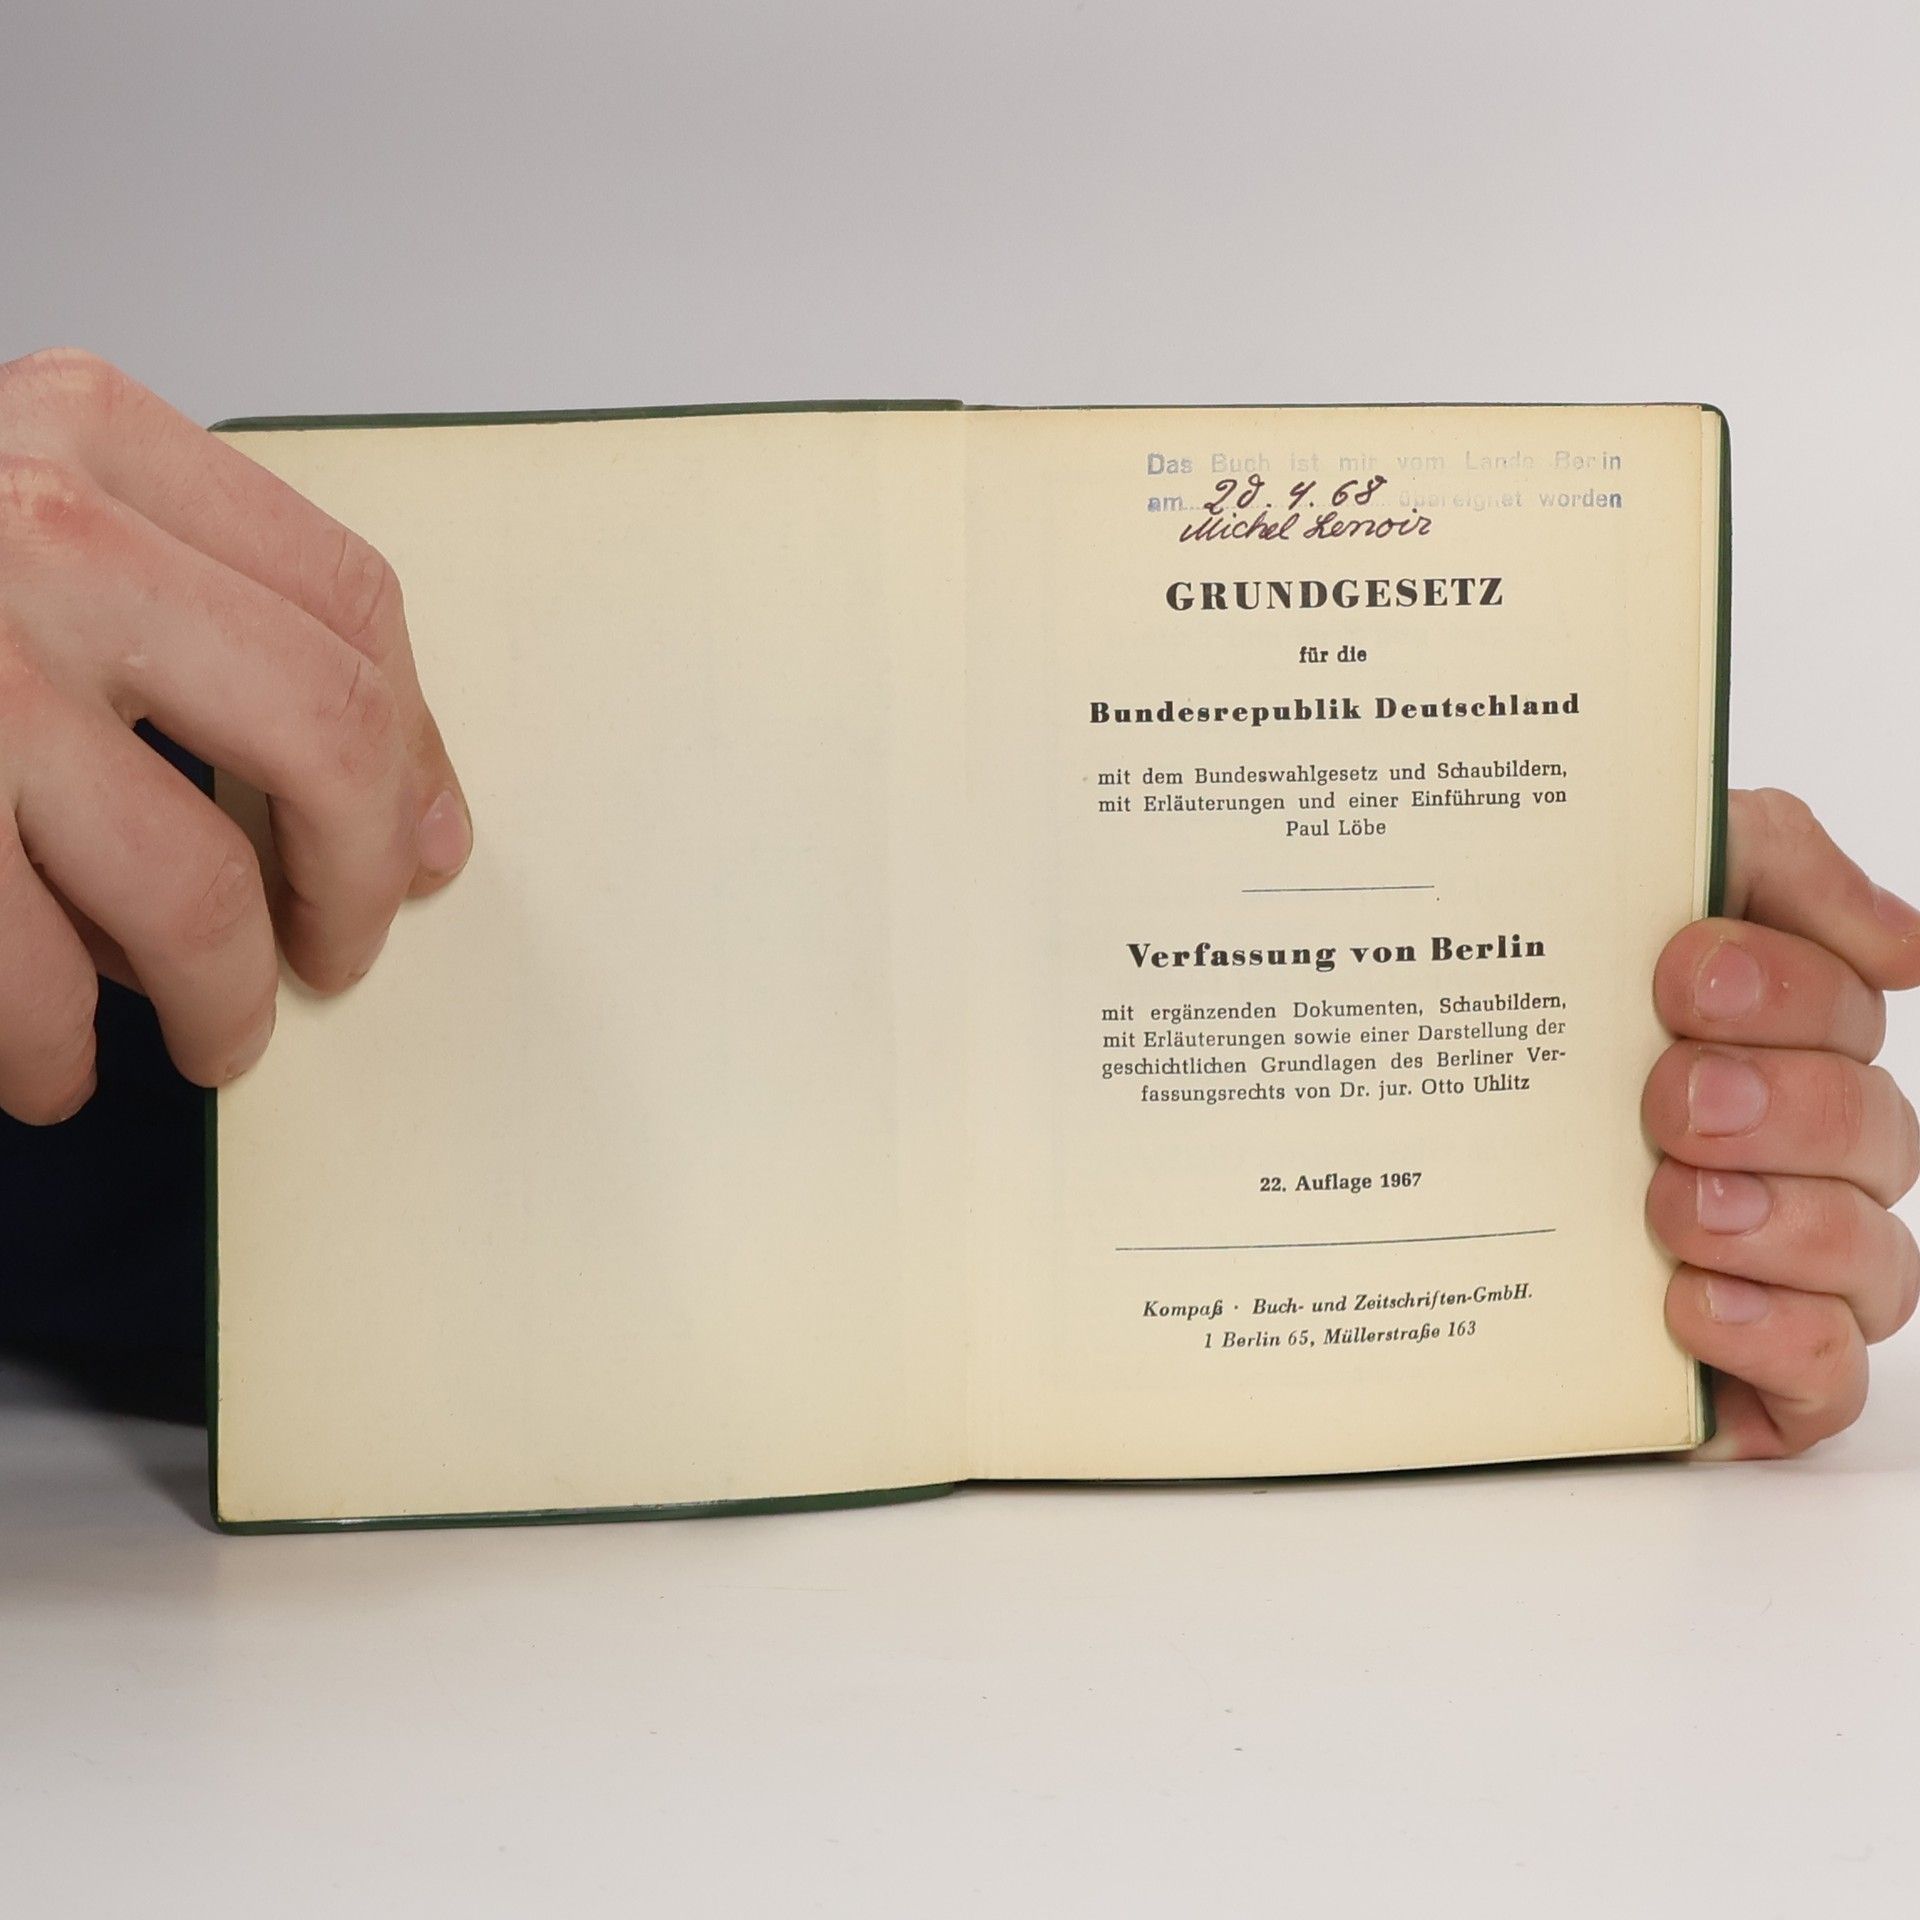 Das Buch ist mir vom Lande Berlin
am 20. 4. 68 übereignet worden
Michel Lenoir
GRUNDGESETZ
für die
Bundesrepublik Deutschland
mit dem Bundeswahlgesetz und Schaubildern,
mit Erläuterungen und einer Einführung von
Paul Löbe
Verfassung von Berlin
mit ergänzenden Dokumenten, Schaubildern,
mit Erläuterungen sowie einer Darstellung der
geschichtlichen Grundlagen des Berliner Ver-
fassungsrechts von Dr. jur. Otto Uhlitz
22. Auflage 1967
Kompaß · Buch- und Zeitschriften-GmbH.
1 Berlin 65, Müllerstraße 163